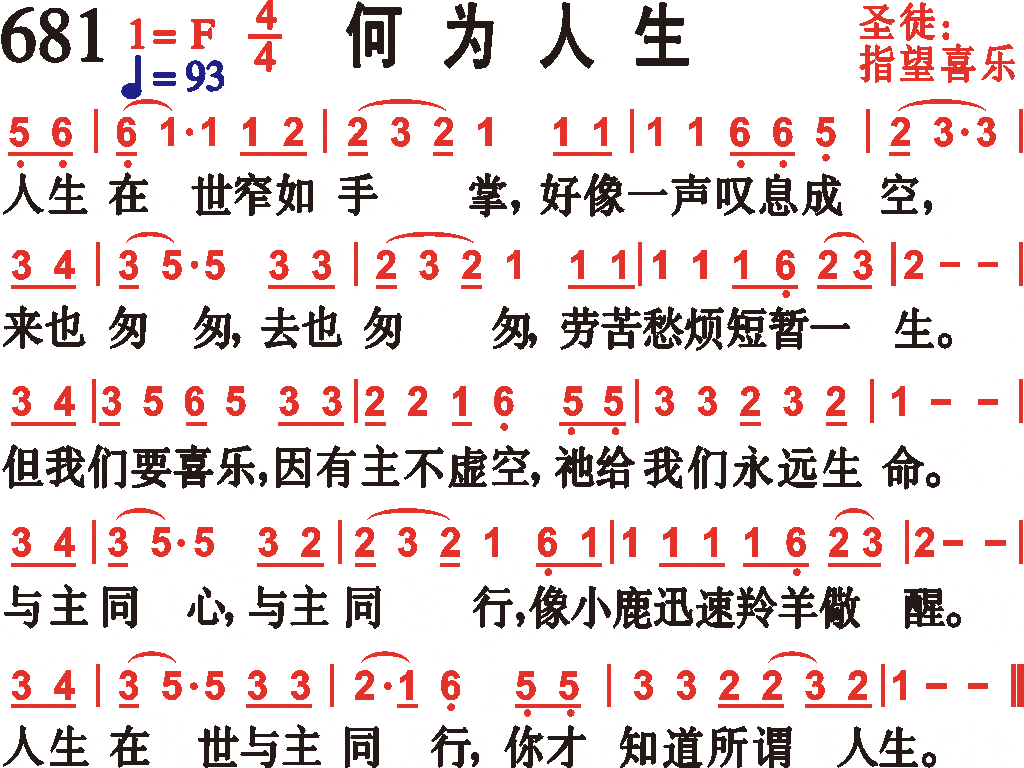 681 1= F 4/4 何为人生 圣徒:
♩= 93 指望喜乐
5 6 | 6 1·1 1 2 | 2 3 2 1 1 1 | 1 1 6 6 5 | 2 3·3 |
人生在 世窄如手 掌,好像一声叹息成 空,
3 4 | 3 5·5 3 3 | 2 3 2 1 1 1 | 1 1 1 6 2 3 | 2 – – |
来也匆 匆,去也匆 匆,劳苦愁烦短暂一 生。
3 4 | 3 5 6 5 3 3 | 2 2 1 6 5 5 | 3 3 2 3 2 | 1 – – |
但我们要喜乐,因有主不虚空,祂给我们永远生命。
3 4 | 3 5·5 3 2 | 2 3 2 1 6 1 | 1 1 1 1 6 2 3 | 2 – – |
与主同 心,与主同 行,像小鹿迅速羚羊儆 醒。
3 4 | 3 5·5 3 3 | 2·1 6 5 5 | 3 3 2 2 3 2 | 1 – – ‖
人生在 世与主同 行,你才 知道所谓 人生。